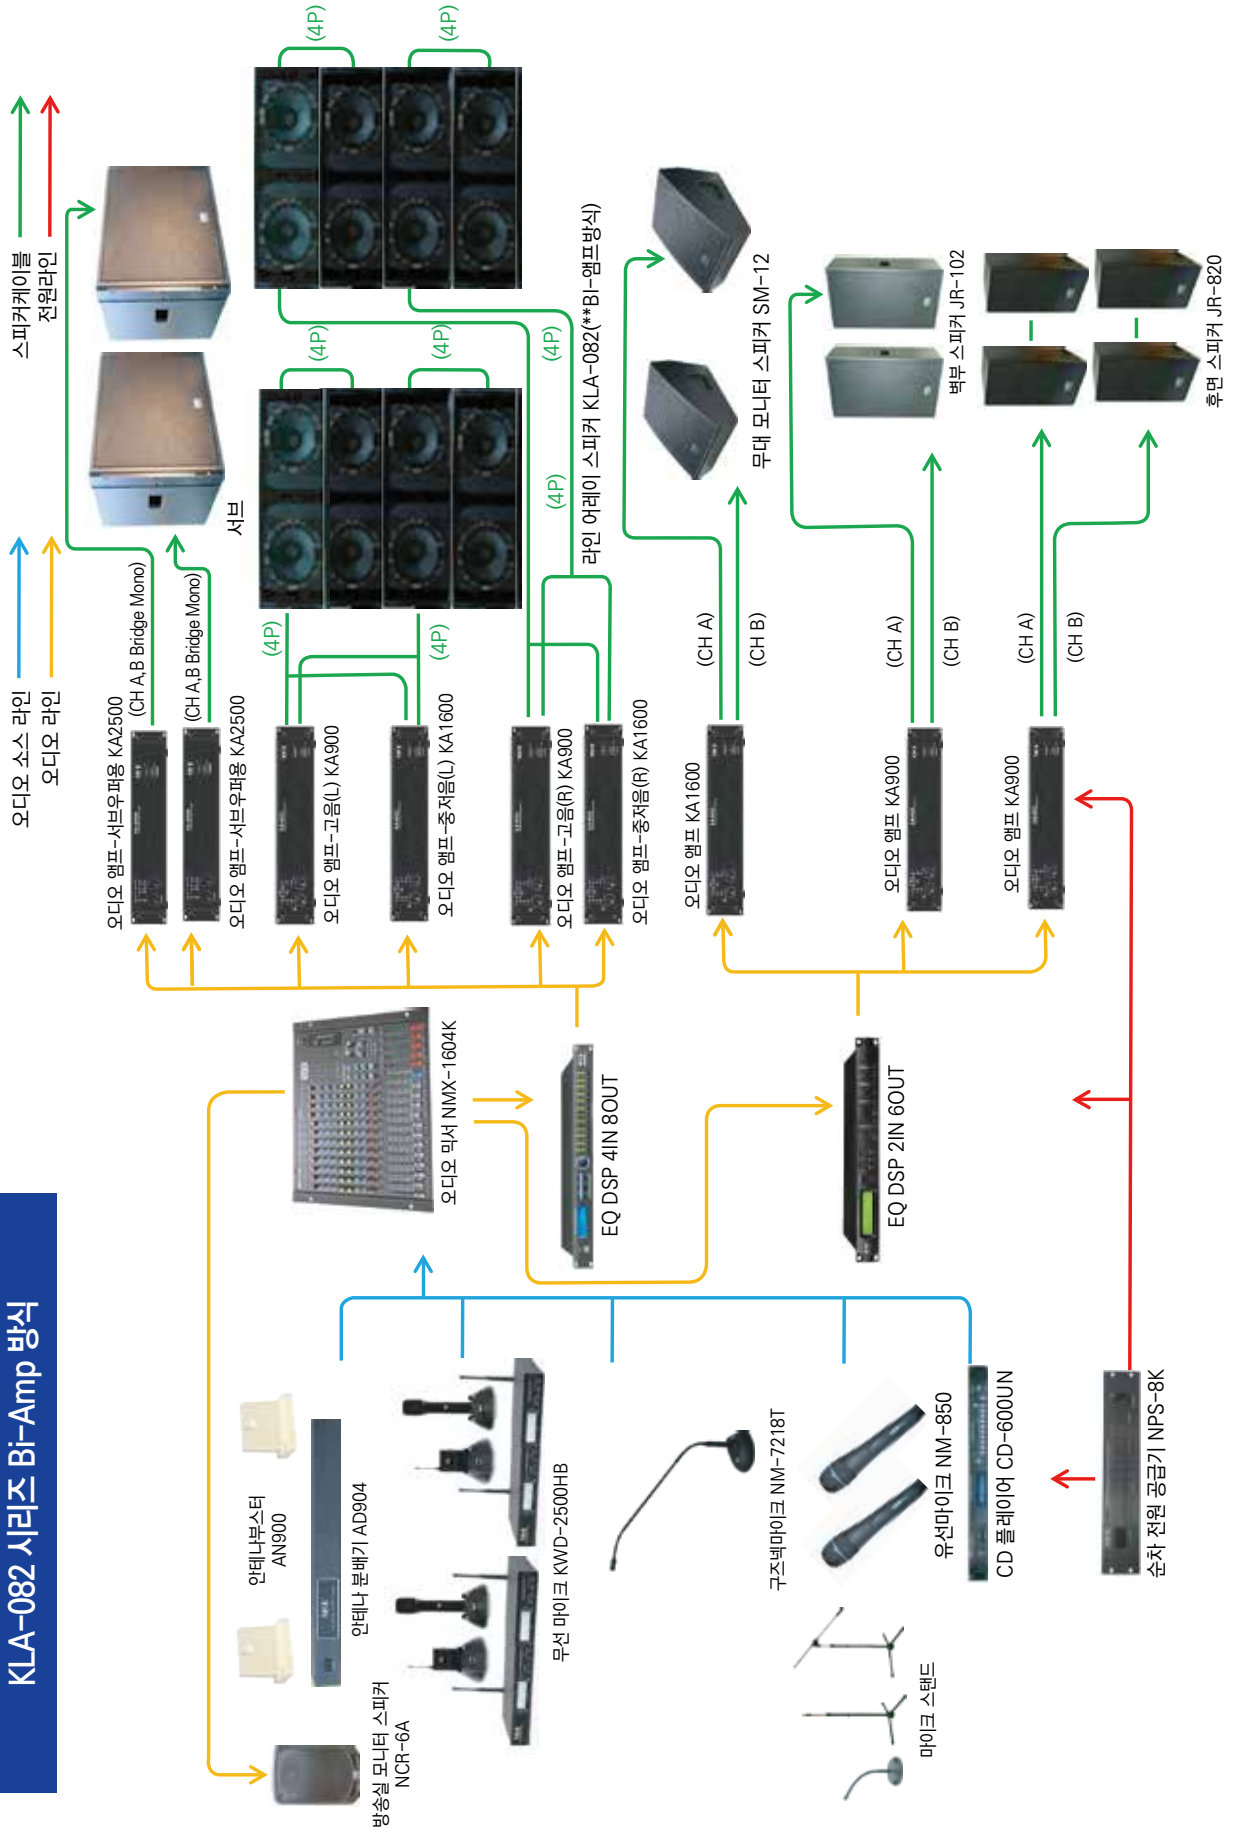 KLA-082 시리즈 Bi-Amp 방식
오디오 소스 라인
오디오 라인
스피커케이블
전원라인
안테나부스터
AN900
안테나 분배기 AD904
방송실 모니터 스피커
NCR-6A
무선 마이크 KWD-2500HB
구즈넥마이크 NM-7218T
유선마이크 NM-850
CD 플레이어 CD-600UN
마이크 스탠드
순차 전원 공급기 NPS-8K
오디오 믹서 NMX-1604K
EQ DSP 4IN 8OUT
EQ DSP 2IN 6OUT
오디오 앰프-서브우퍼용 KA2500
오디오 앰프-서브우퍼용 KA2500
오디오 앰프-고음(L) KA900
오디오 앰프-중저음(L) KA1600
오디오 앰프-고음(R) KA900
오디오 앰프-중저음(R) KA1600
오디오 앰프 KA1600
오디오 앰프 KA900
오디오 앰프 KA900
(CH A,B Bridge Mono)
(CH A,B Bridge Mono)
(4P)
(4P)
(4P)
(4P)
(4P)
(4P)
(4P)
(4P)
(CH A)
(CH B)
(CH A)
(CH B)
(CH A)
(CH B)
서브
라인 어레이 스피커 KLA-082(**BI-앰프방식)
무대 모니터 스피커 SM-12
벽부 스피커 JR-102
후면 스피커 JR-820